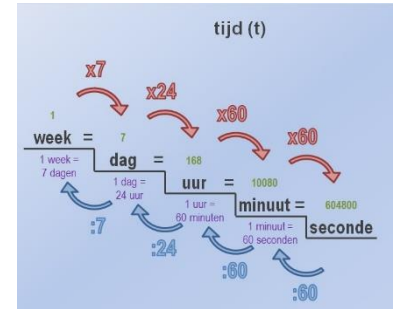 tijd (t)
x7
x24
x60
x60
1
week =
7
dag =
168
uur =
10080
minuut =
604800
seconde
1 week =
7 dagen
1 dag =
24 uur
1 uur =
60 minuten
1 minuut =
60 seconden
:7
:24
:60
:60